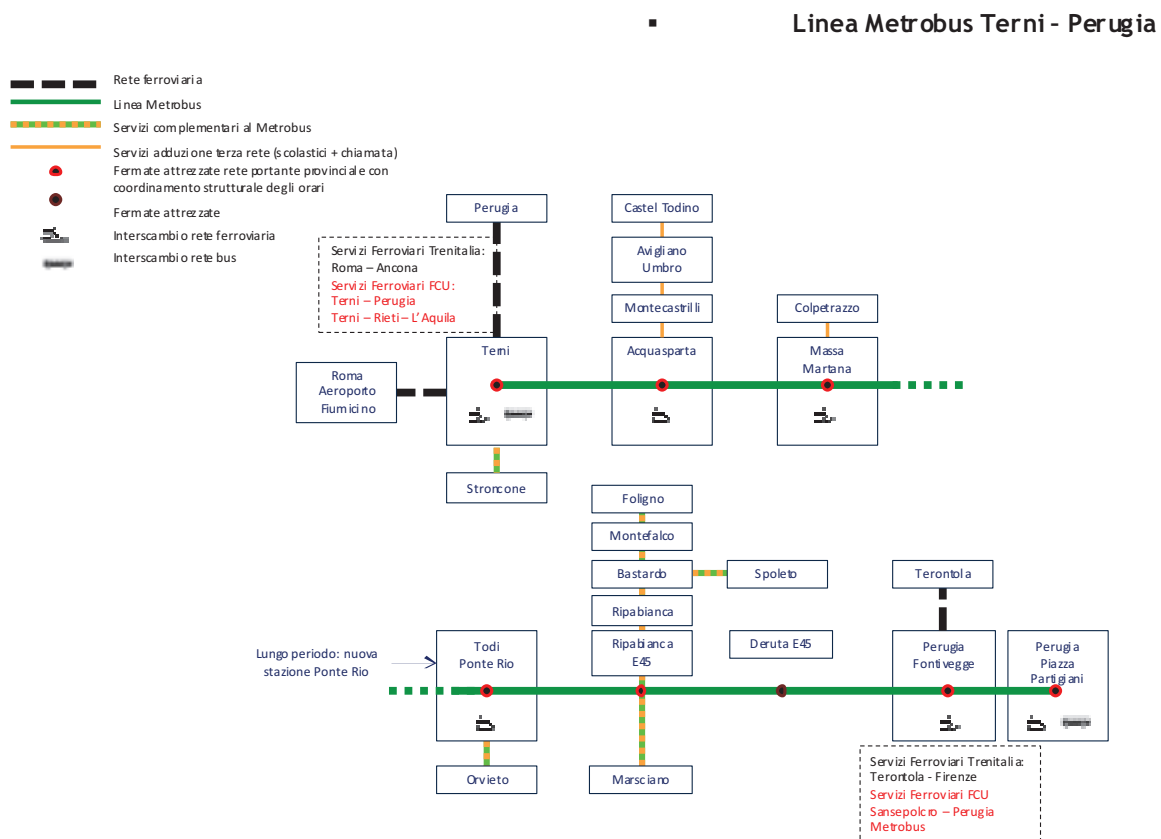 Linea Metrobus Terni - Perugia
Rete ferroviaria
Linea Metrobus
Servizi complementari al Metrobus
Servizi adduzione terza rete (scolastici + chiamata)
Fermate attrezzate rete portante provinciale con
coordinamento strutturale degli orari
Fermate attrezzate
Interscambio rete ferroviaria
Interscambio rete bus
Perugia
Castel Todino
Servizi Ferroviari Trenitalia:
Roma – Ancona
Servizi Ferroviari FCU:
Terni – Perugia
Terni – Rieti – L'Aquila
Avigliano
Umbro
Montecastrilli
Colpetrazzo
Terni
Acquasparta
Massa
Martana
Roma
Aeroporto
Fiumicino
Stroncone
Foligno
Montefalco
Bastardo
Spoleto
Terontola
Ripabianca
Lungo periodo: nuova
stazione Ponte Rio
Todi
Ponte Rio
Ripabianca
E45
Deruta E45
Perugia
Fontivegge
Perugia
Piazza
Partigiani
Orvieto
Marsciano
Servizi Ferroviari Trenitalia:
Terontola - Firenze
Servizi Ferroviari FCU
Sansepolcro – Perugia
Metrobus